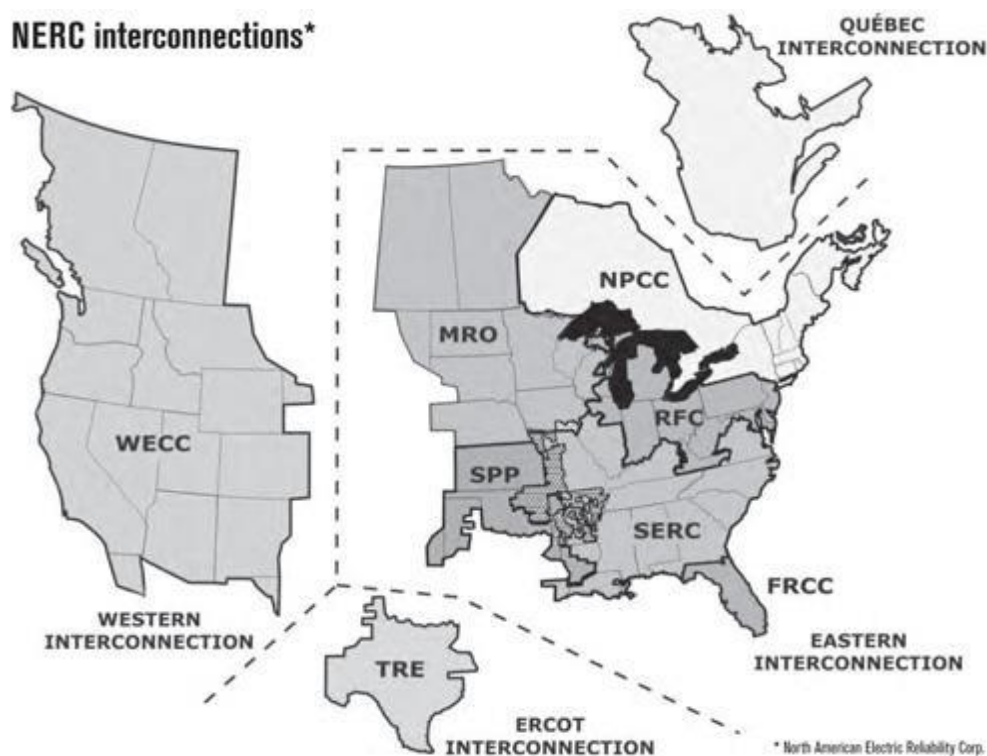 NERC interconnections*
QUÉBEC
INTERCONNECTION
NPCC
MRO
RFC
WECC
SPP
SERC
FRCC
WESTERN
INTERCONNECTION
EASTERN
INTERCONNECTION
TRE
ERCOT
INTERCONNECTION
* North American Electric Reliability Corp.